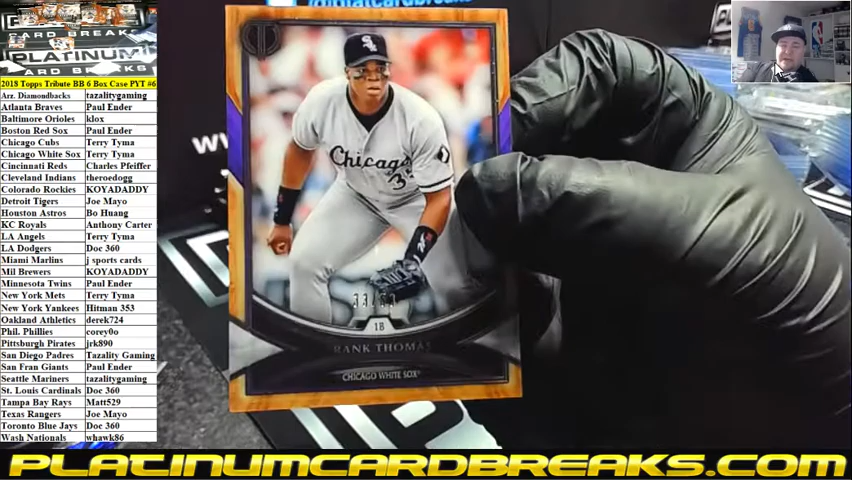 @platcardbreaks
CARD BREAKS
PLATINUM
CARD BREAKS
2018 Topps Tribute BB 6 Box Case PYT #6
Arz. Diamondbacks tazalitygaming
Atlanta Braves Paul Ender
Baltimore Orioles klox
Boston Red Sox Paul Ender
Chicago Cubs Terry Tyma
Chicago White Sox Terry Tyma
Cincinnati Reds Charles Pfeiffer
Cleveland Indians theroedogg
Colorado Rockies KOYADADDY
Detroit Tigers Joe Mayo
Houston Astros Bo Huang
KC Royals Anthony Carter
LA Angels Terry Tyma
LA Dodgers Doc 360
Miami Marlins j sports cards
Mil Brewers KOYADADDY
Minnesota Twins Paul Ender
New York Mets Terry Tyma
New York Yankees Hitman 353
Oakland Athletics derek724
Phil. Phillies corey0o
Pittsburgh Pirates jrk890
San Diego Padres Tazality Gaming
San Fran Giants Paul Ender
Seattle Mariners tazalitygaming
St. Louis Cardinals Doc 360
Tampa Bay Rays Matt529
Texas Rangers Joe Mayo
Toronto Blue Jays Doc 360
Wash Nationals whawk86
www
Chicago
1B
FRANK THOMAS
CHICAGO WHITE SOX
PLATINUMCARDBREAKS.COM